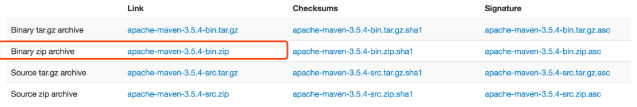 Link Checksums Signature
Binary tar.gz archive apache-maven-3.5.4-bin.tar.gz apache-maven-3.5.4-bin.tar.gz.sha1 apache-maven-3.5.4-bin.tar.gz.asc
Binary zip archive apache-maven-3.5.4-bin.zip apache-maven-3.5.4-bin.zip.sha1 apache-maven-3.5.4-bin.zip.asc
Source tar.gz archive apache-maven-3.5.4-src.tar.gz apache-maven-3.5.4-src.tar.gz.sha1 apache-maven-3.5.4-src.tar.gz.asc
Source zip archive apache-maven-3.5.4-src.zip apache-maven-3.5.4-src.zip.sha1 apache-maven-3.5.4-src.zip.asc